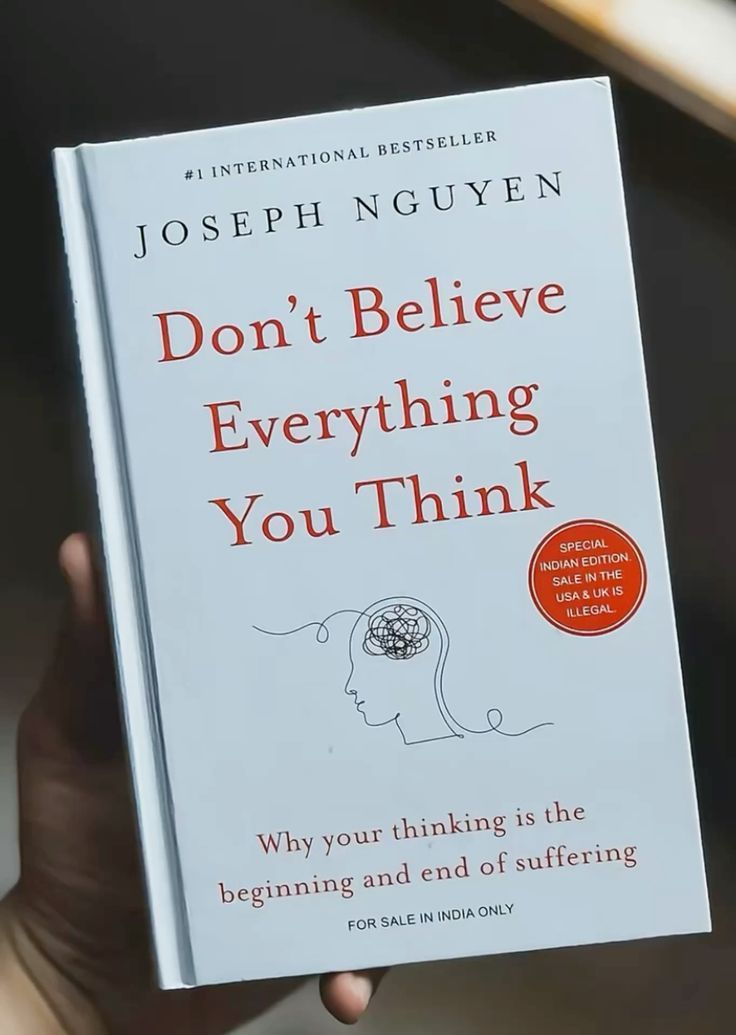 #1 INTERNATIONAL BESTSELLER
JOSEPH NGUYEN
Don't Believe
Everything
You Think
SPECIAL
INDIAN EDITION.
SALE IN THE
USA & UK IS
ILLEGAL.
Why your thinking is the
beginning and end of suffering
FOR SALE IN INDIA ONLY